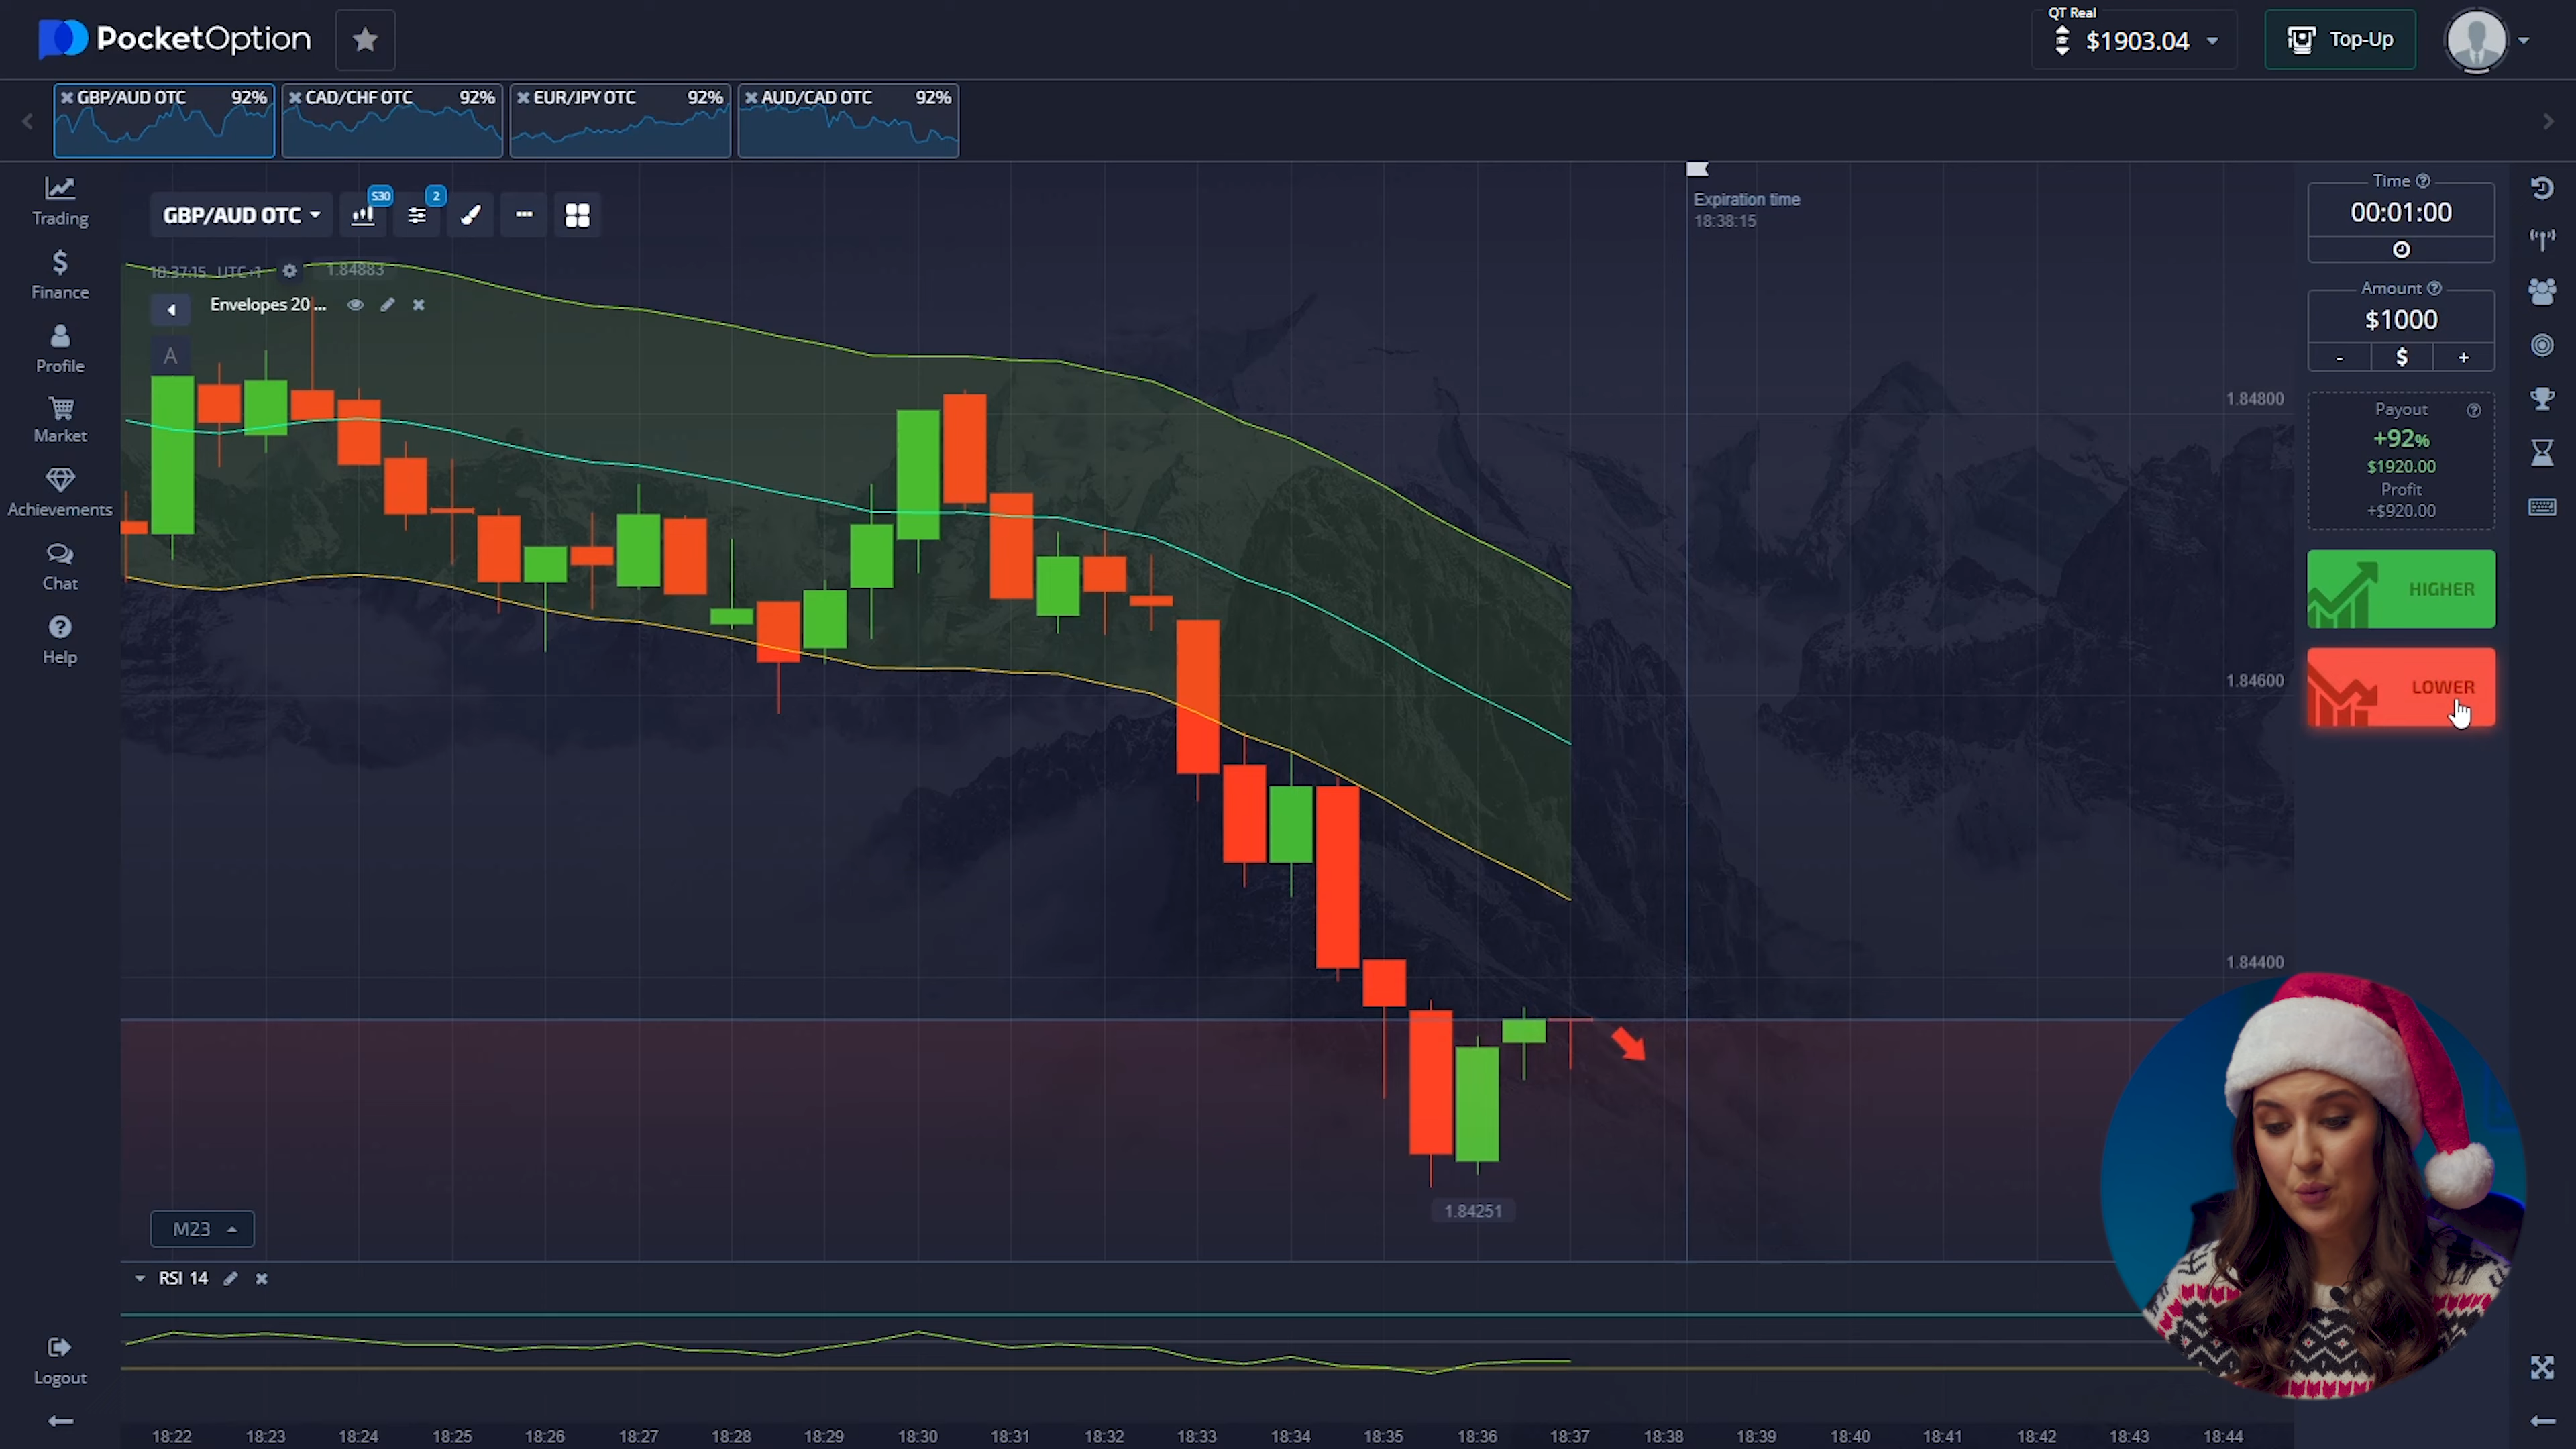 PocketOption
QT Real
$1903.04
Top-Up
GBP/AUD OTC 92%
CAD/CHF OTC 92%
EUR/JPY OTC 92%
AUD/CAD OTC 92%
Trading
Finance
Profile
Market
Achievements
Chat
Help
Logout
GBP/AUD OTC
S30
2
18:37:15 UTC+1
1.84883
Envelopes 20 ...
A
Expiration time
18:38:15
1.84800
1.84600
1.84400
1.84251
M23
RSI 14
18:22 18:23 18:24 18:25 18:26 18:27 18:28 18:29 18:30 18:31 18:32 18:33 18:34 18:35 18:36 18:37 18:38 18:39 18:40 18:41 18:42 18:43 18:44
Time
00:01:00
Amount
$1000
- $ +
Payout
+92%
$1920.00
Profit
+$920.00
HIGHER
LOWER